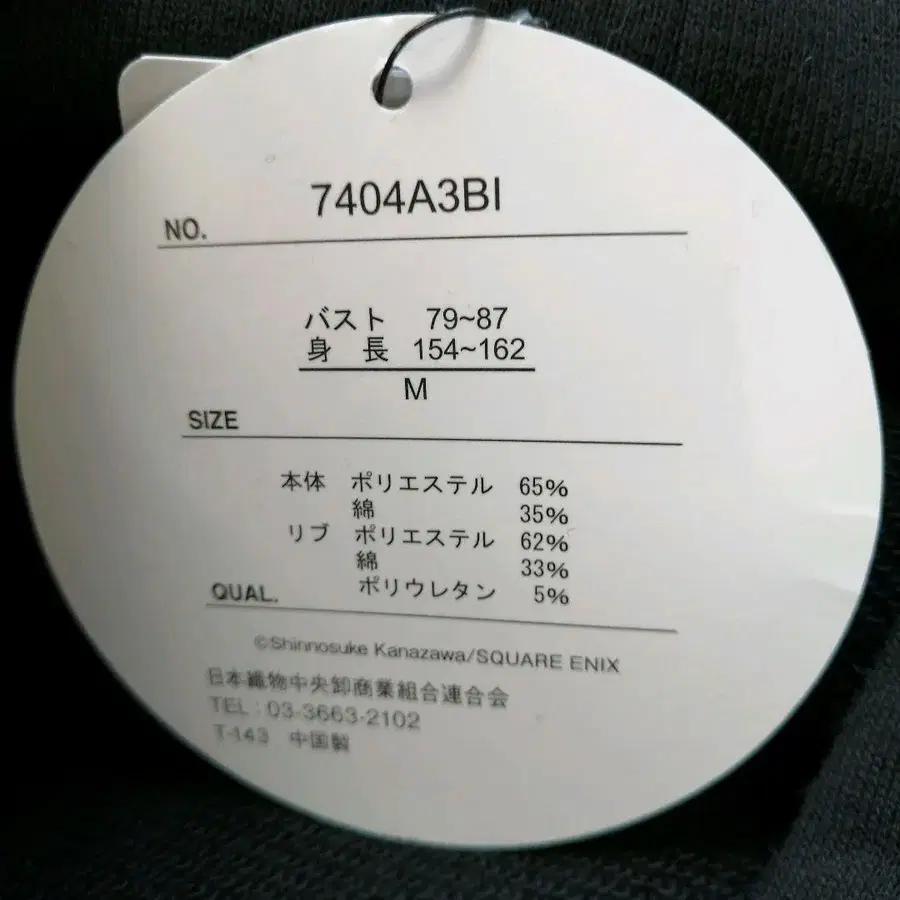 7404A3BI
NO.
バスト 79~87
身 長 154~162
M
SIZE
本体 ポリエステル 65%
綿 35%
リブ ポリエステル 62%
綿 33%
ポリウレタン 5%
QUAL.
©Shinnosuke Kanazawa/SQUARE ENIX
日本織物中央卸商業組合連合会
TEL:03-3663-2102
T-143 中国製